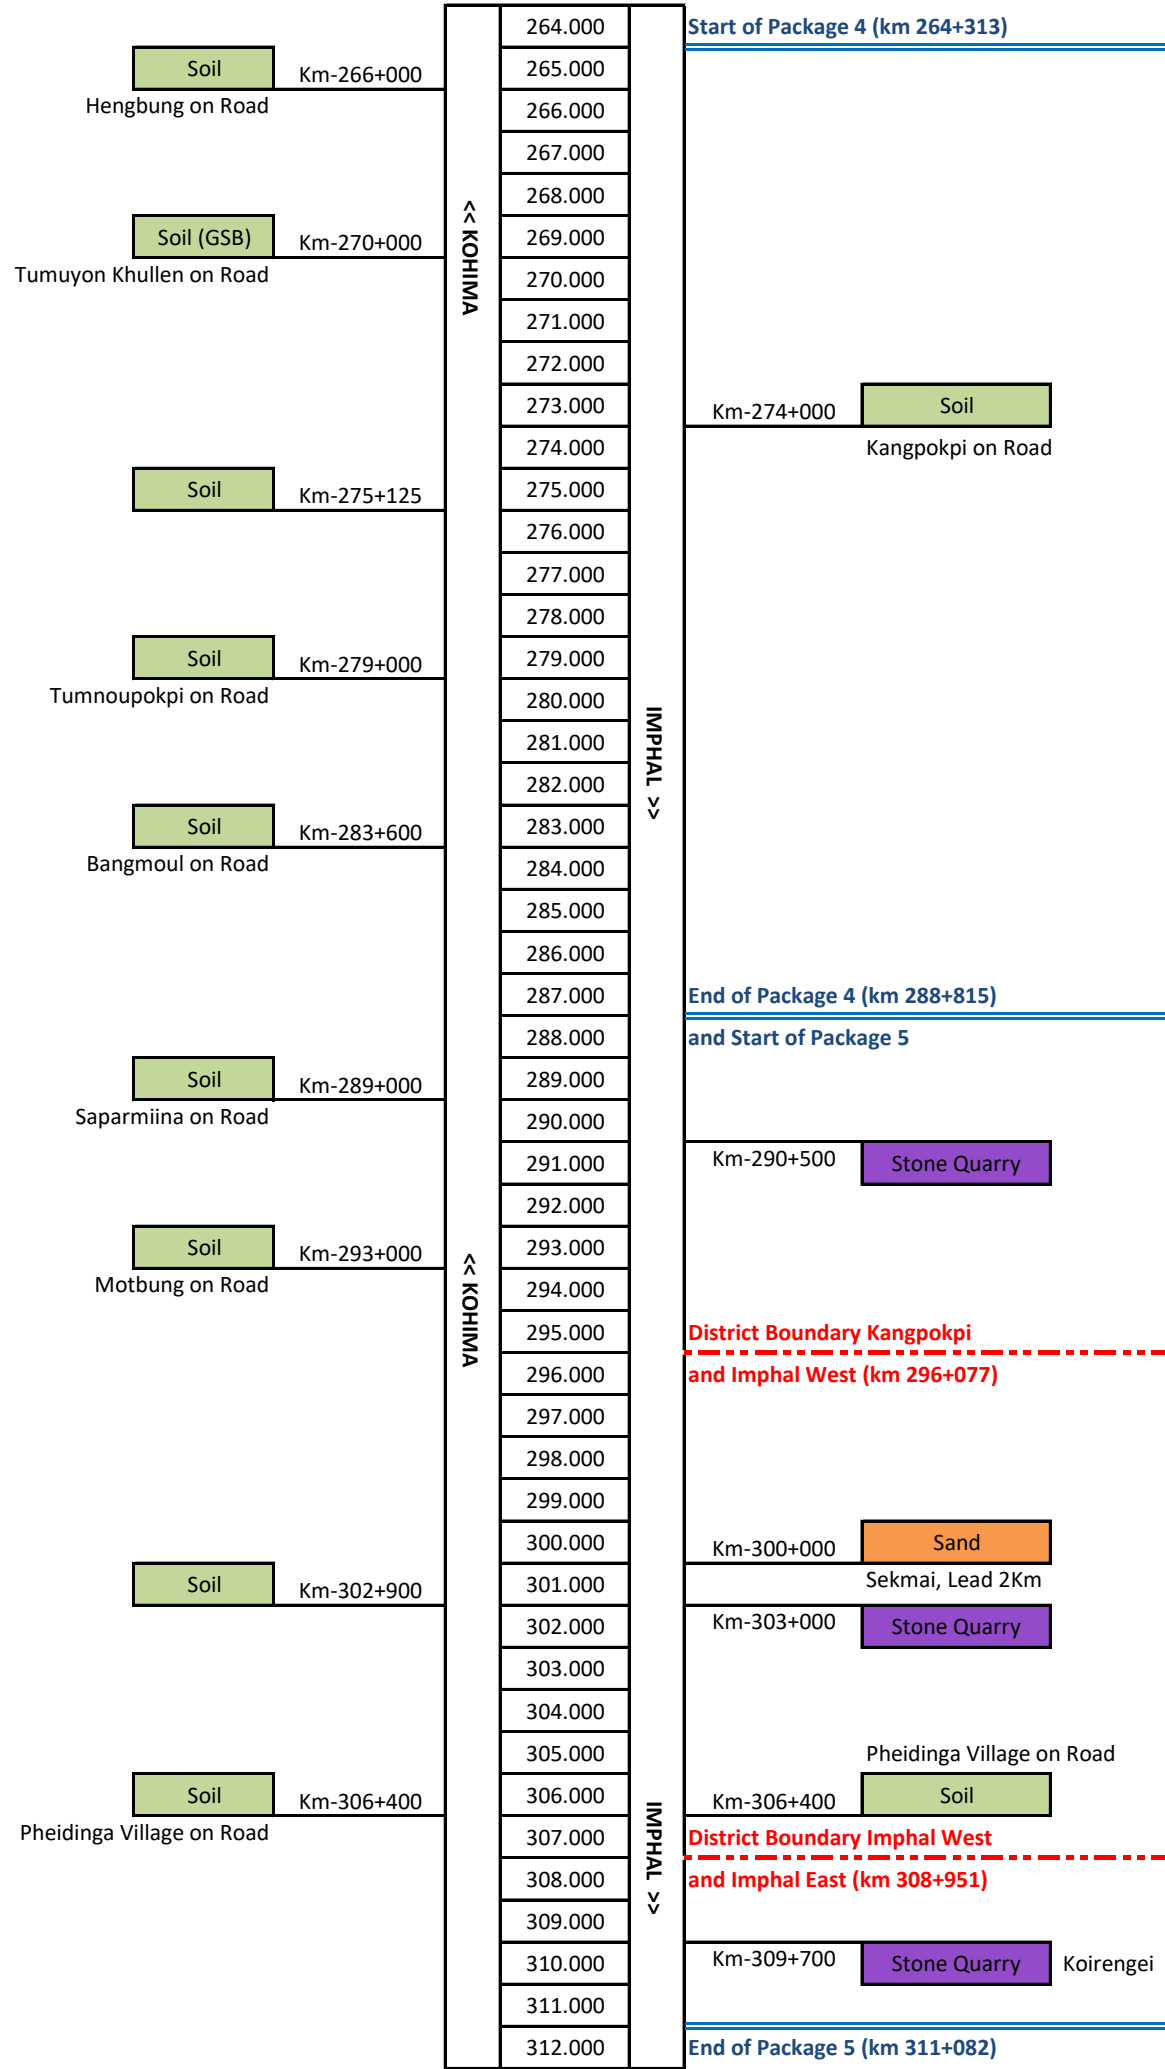 264.000
Start of Package 4 (km 264+313)
Soil
Km-266+000
265.000
Hengbung on Road
266.000
267.000
268.000
<< KOHIMA
Soil (GSB)
Km-270+000
269.000
Tumuyon Khullen on Road
270.000
271.000
272.000
273.000
Km-274+000
Soil
274.000
Kangpokpi on Road
Soil
Km-275+125
275.000
276.000
277.000
278.000
Soil
Km-279+000
279.000
Tumnoupokpi on Road
280.000
IMPHAL >>
281.000
282.000
Soil
Km-283+600
283.000
Bangmoul on Road
284.000
285.000
286.000
287.000
End of Package 4 (km 288+815)
288.000
and Start of Package 5
Soil
Km-289+000
289.000
Saparmiina on Road
290.000
291.000
Km-290+500
Stone Quarry
292.000
Soil
Km-293+000
293.000
Motbung on Road
<< KOHIMA
294.000
295.000
District Boundary Kangpokpi
296.000
and Imphal West (km 296+077)
297.000
298.000
299.000
300.000
Km-300+000
Sand
Soil
Km-302+900
301.000
Sekmai, Lead 2Km
302.000
Km-303+000
Stone Quarry
303.000
304.000
305.000
Pheidinga Village on Road
Soil
Km-306+400
306.000
Km-306+400
Soil
Pheidinga Village on Road
307.000
IMPHAL >>
District Boundary Imphal West
308.000
and Imphal East (km 308+951)
309.000
310.000
Km-309+700
Stone Quarry
Koirengei
311.000
312.000
End of Package 5 (km 311+082)